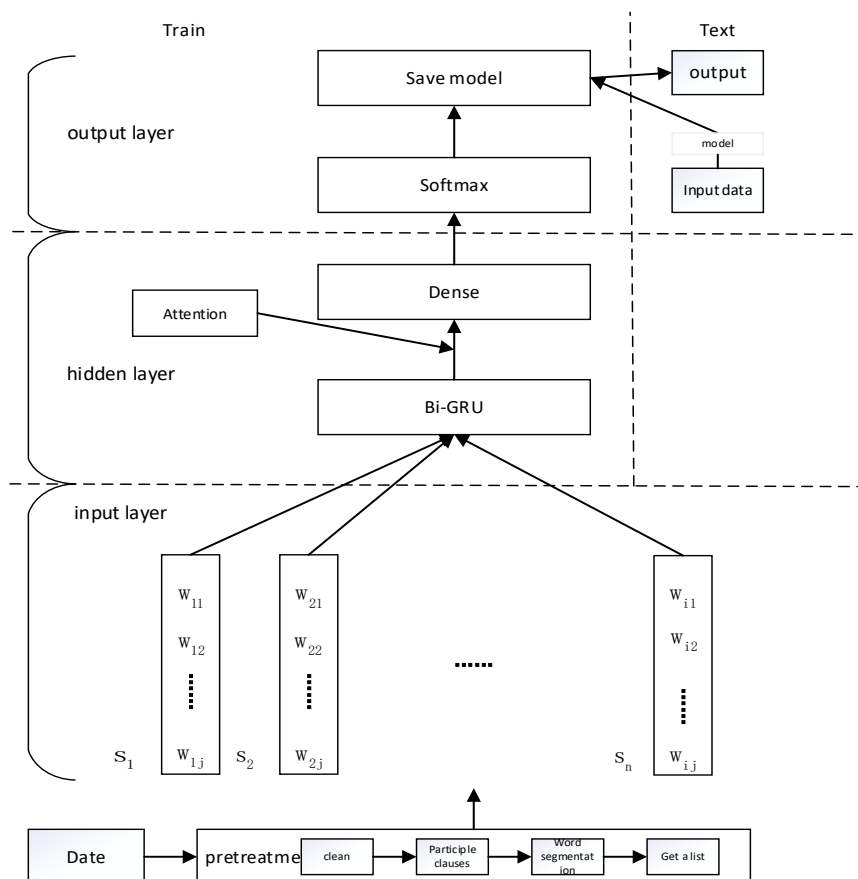 Train
Text
Save model
output
output layer
model
Softmax
Input data
Dense
Attention
hidden layer
Bi-GRU
input layer
W11
W21
Wi1
W12
W22
Wi2
......
S1
W1j
S2
W2j
Sn
Wij
Date
pretreatme
clean
Participle
clauses
Word
segmentat
ion
Get a list